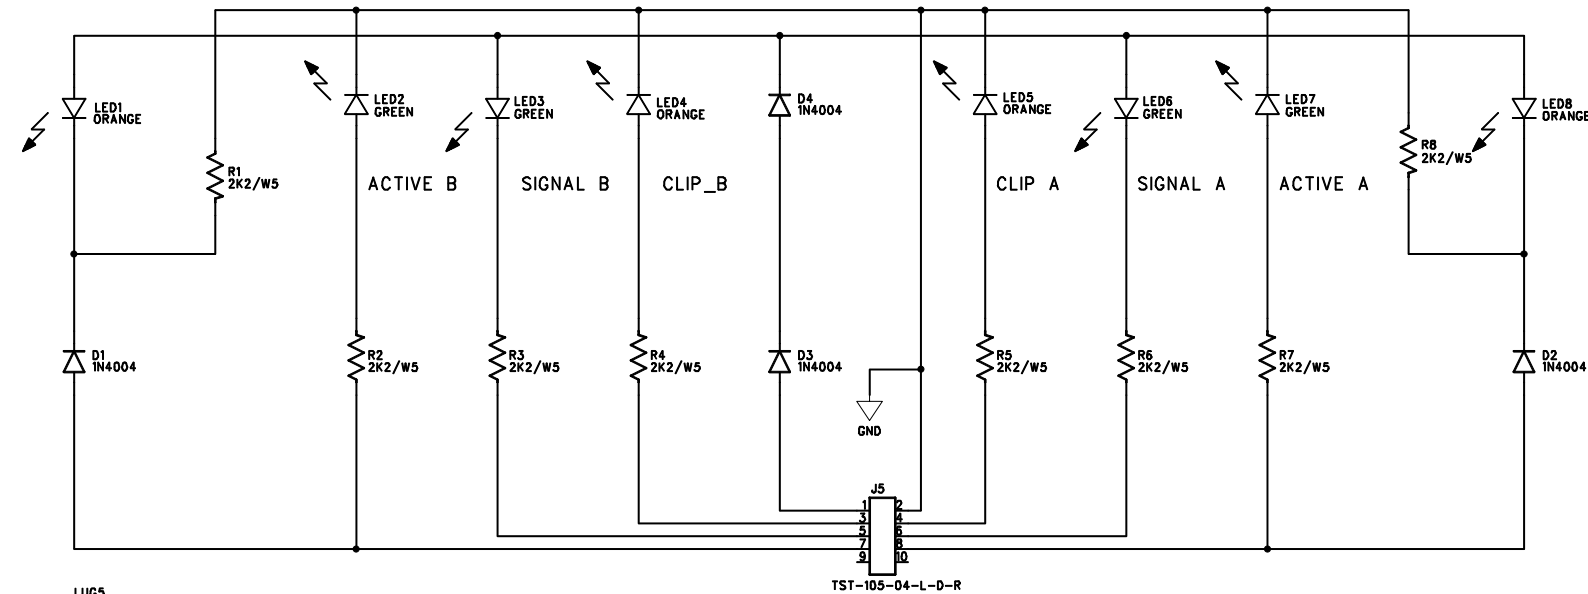 LED1
ORANGE
R1
2K2/W5
LED2
GREEN
ACTIVE B
LED3
GREEN
SIGNAL B
LED4
ORANGE
CLIP_B
D4
1N4004
LED5
ORANGE
CLIP A
LED6
GREEN
SIGNAL A
LED7
GREEN
ACTIVE A
R8
2K2/W5
LED8
ORANGE
D1
1N4004
R2
2K2/W5
R3
2K2/W5
R4
2K2/W5
D3
1N4004
GND
R5
2K2/W5
R6
2K2/W5
R7
2K2/W5
D2
1N4004
J5
1 2
3 4
5 6
7 8
9 10
TST-105-04-L-D-R
LUG5